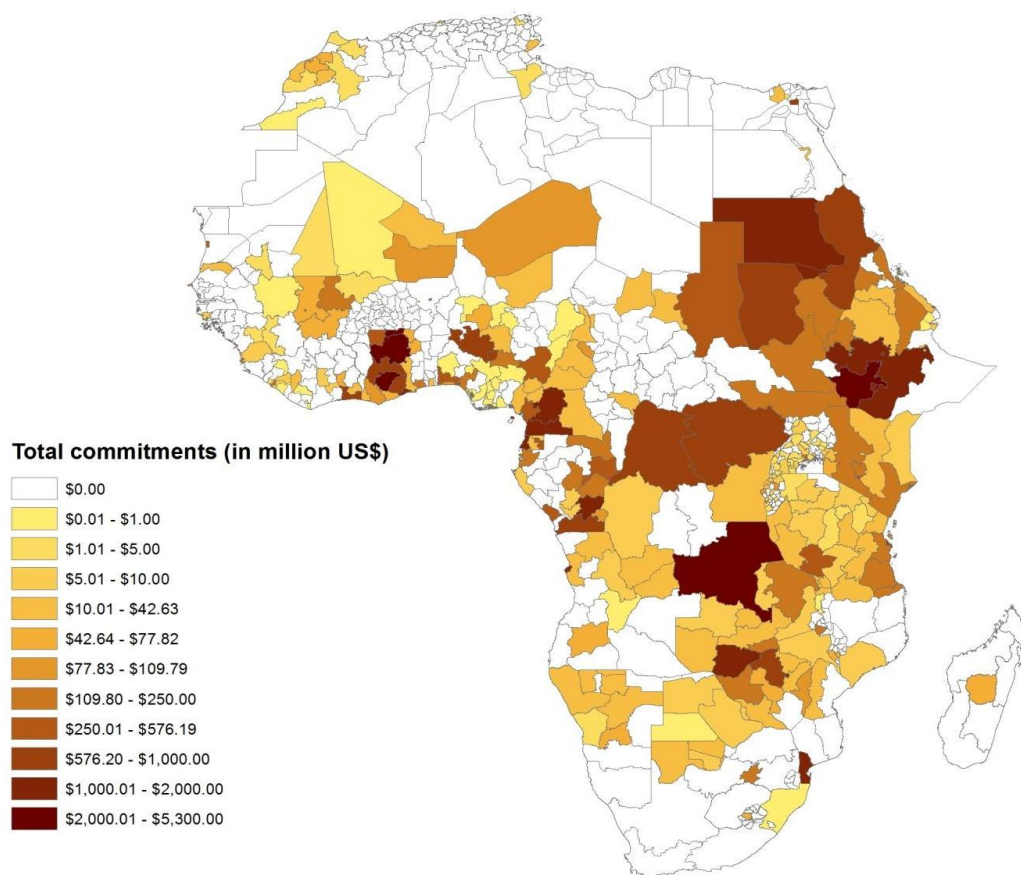 Total commitments (in million US$)
$0.00
$0.01 - $1.00
$1.01 - $5.00
$5.01 - $10.00
$10.01 - $42.63
$42.64 - $77.82
$77.83 - $109.79
$109.80 - $250.00
$250.01 - $576.19
$576.20 - $1,000.00
$1,000.01 - $2,000.00
$2,000.01 - $5,300.00